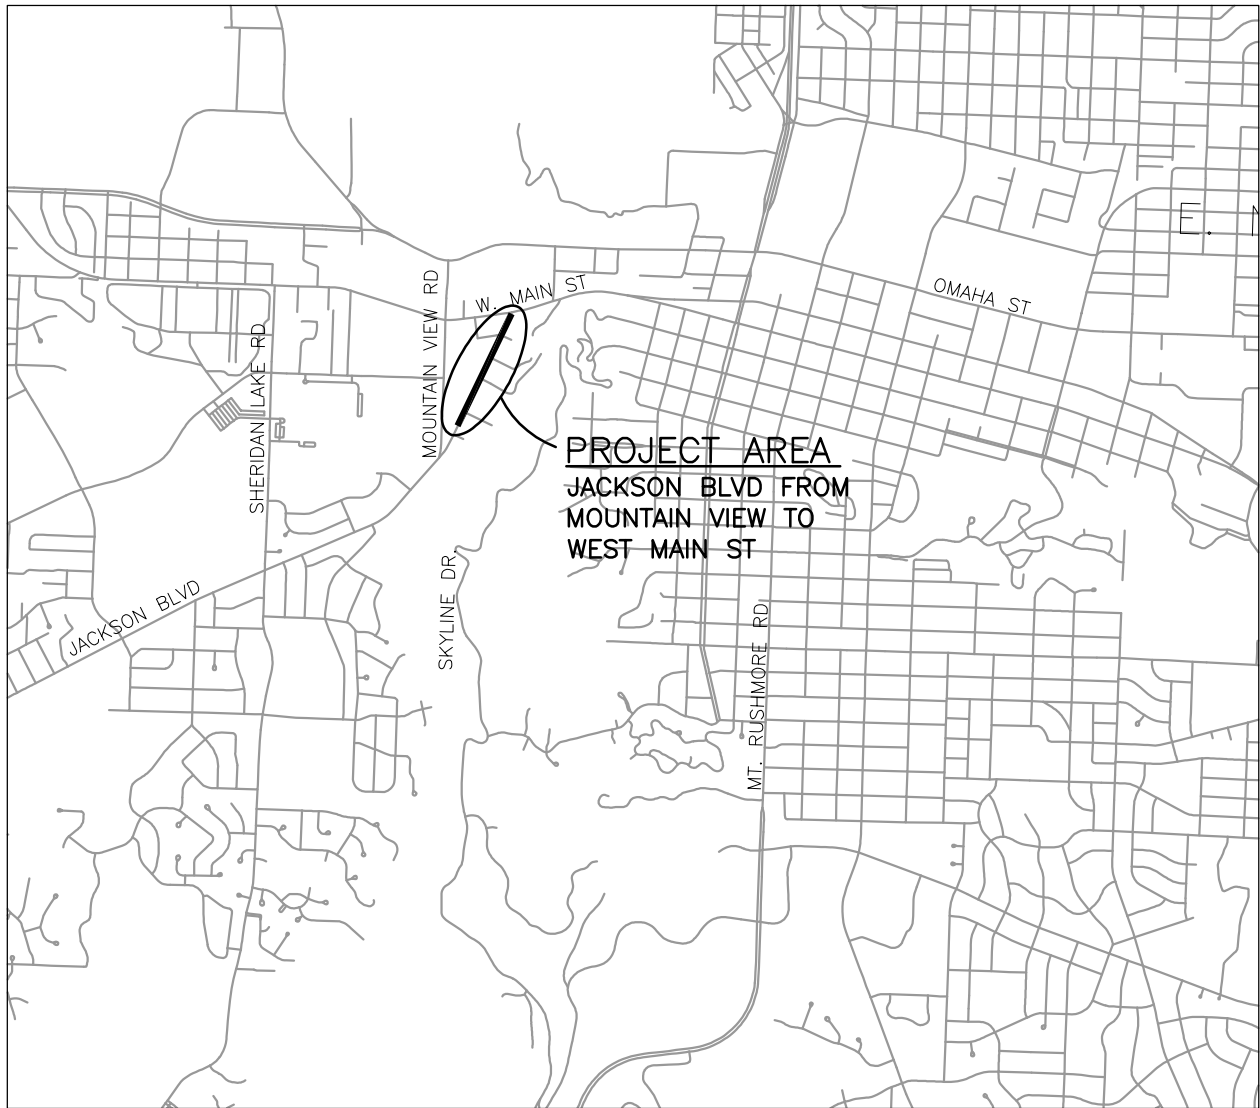 E.
OMAHA ST
W. MAIN ST
MOUNTAIN VIEW RD
SHERIDAN LAKE RD
PROJECT AREA
JACKSON BLVD FROM
MOUNTAIN VIEW TO
WEST MAIN ST
JACKSON BLVD
SKYLINE DR.
MT. RUSHMORE RD